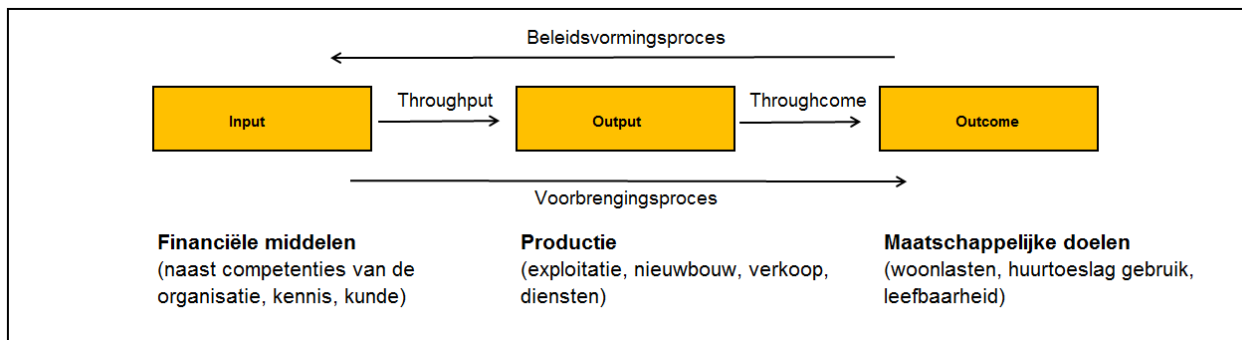 Beleidsvormingsproces
Input
Throughput
Output
Throughcome
Outcome
Voorbrengingsproces
Financiële middelen
(naast competenties van de
organisatie, kennis, kunde)
Productie
(exploitatie, nieuwbouw, verkoop,
diensten)
Maatschappelijke doelen
(woonlasten, huurtoeslag gebruik,
leefbaarheid)